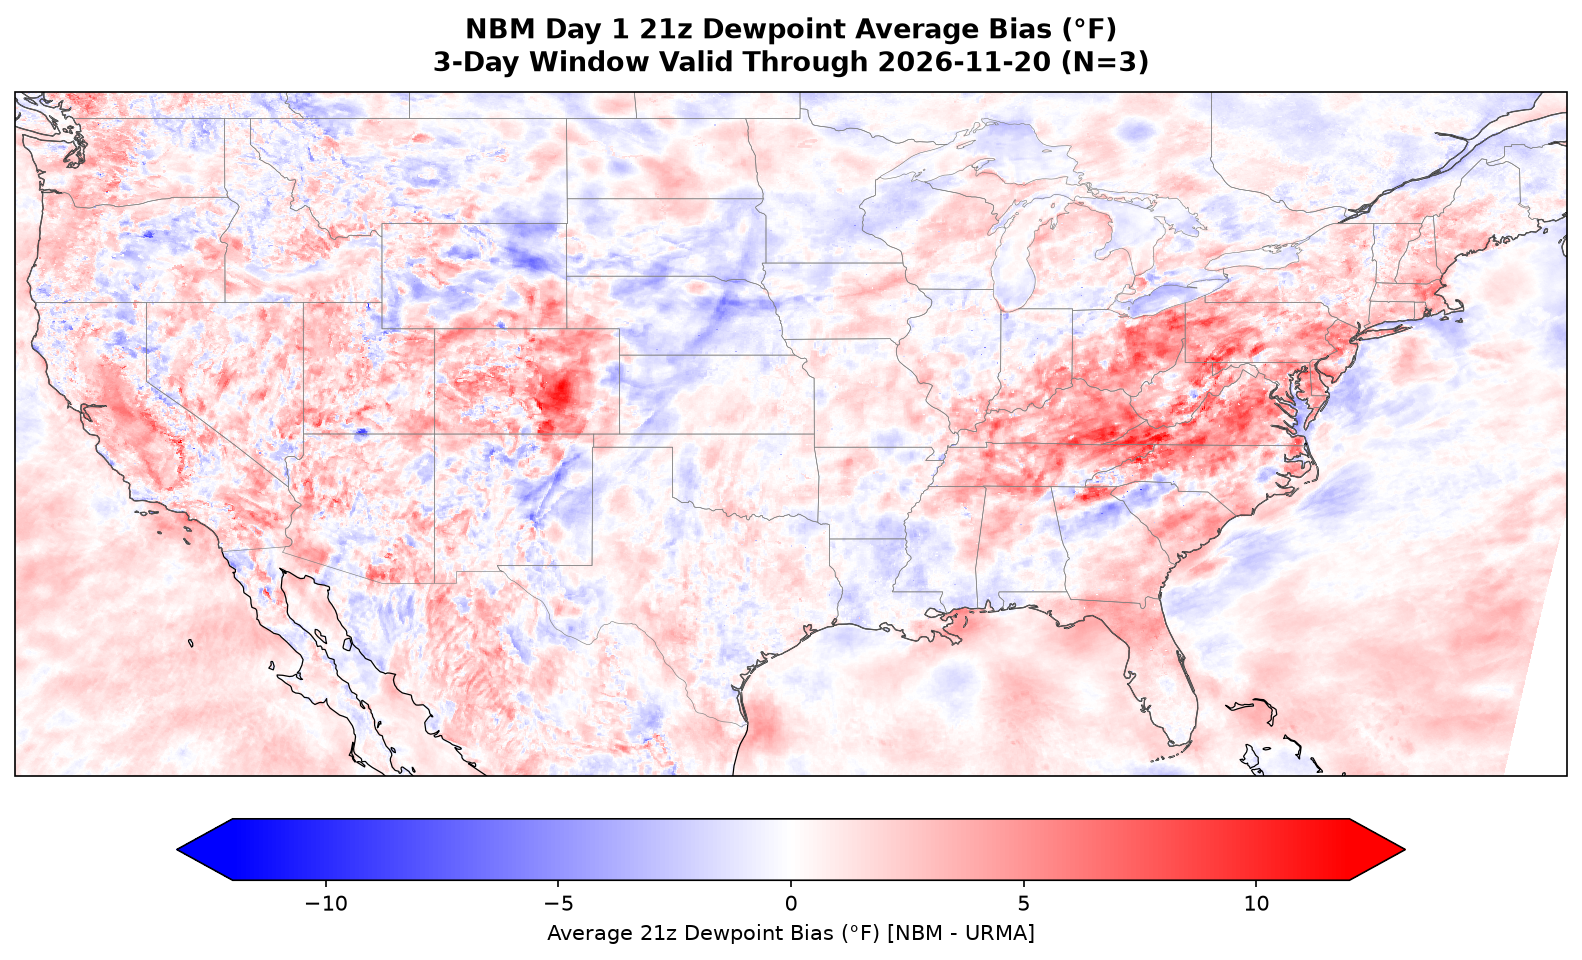 NBM Day 1 21z Dewpoint Average Bias (°F)
3-Day Window Valid Through 2026-11-20 (N=3)
−10 −5 0 5 10
Average 21z Dewpoint Bias (°F) [NBM - URMA]